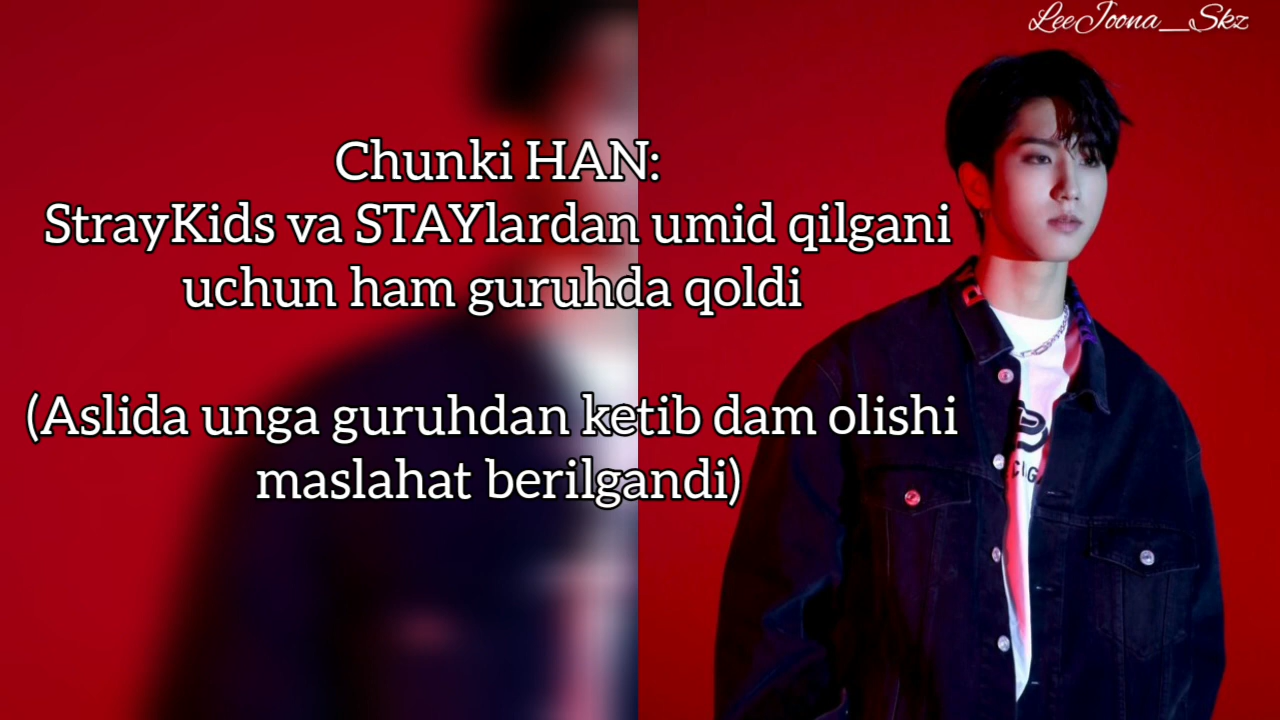 LeeJoona_Skz
Chunki HAN:
StrayKids va STAYlardan umid qilgani
uchun ham guruhda qoldi
(Aslida unga guruhdan ketib dam olishi
maslahat berilgandi)